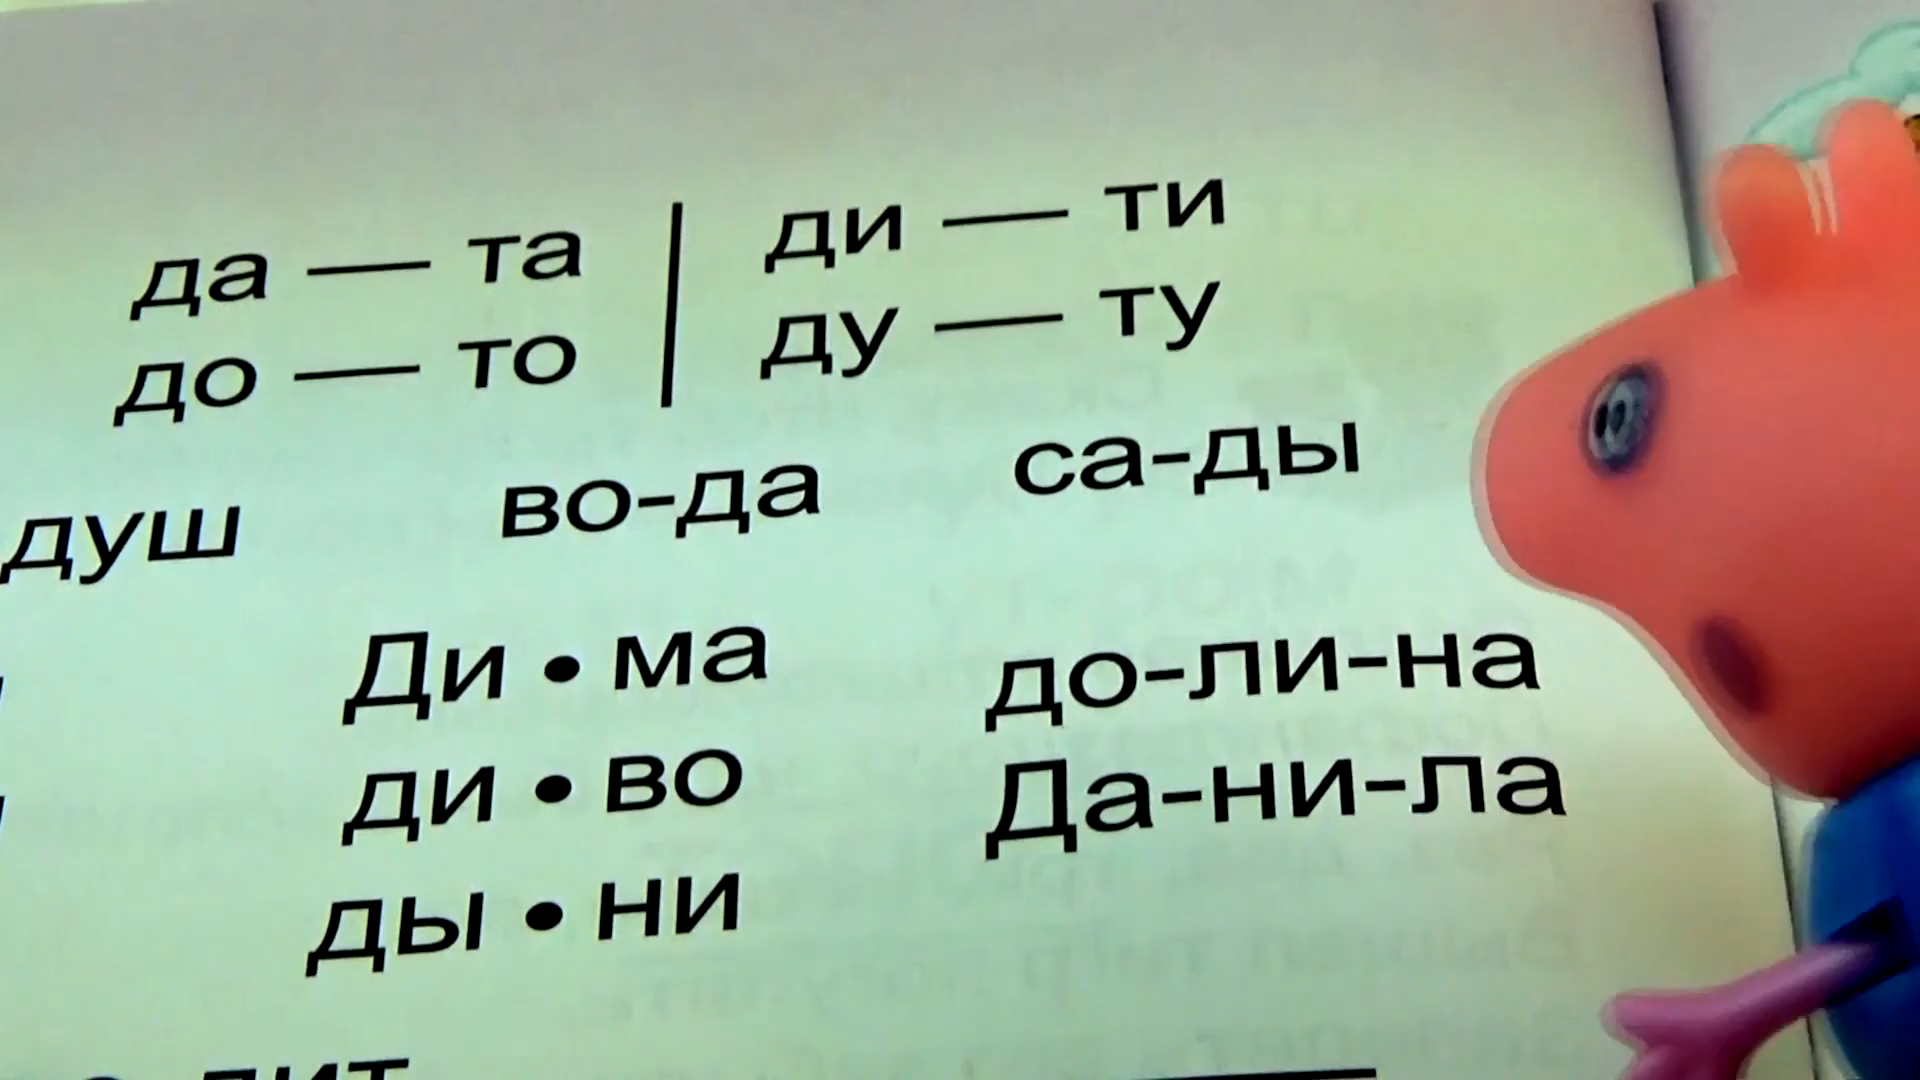 да — та | ди — ти
до — то | ду — ту
душ во-да са-ды
Ди • ма до-ли-на
ди • во Да-ни-ла
ды • ни